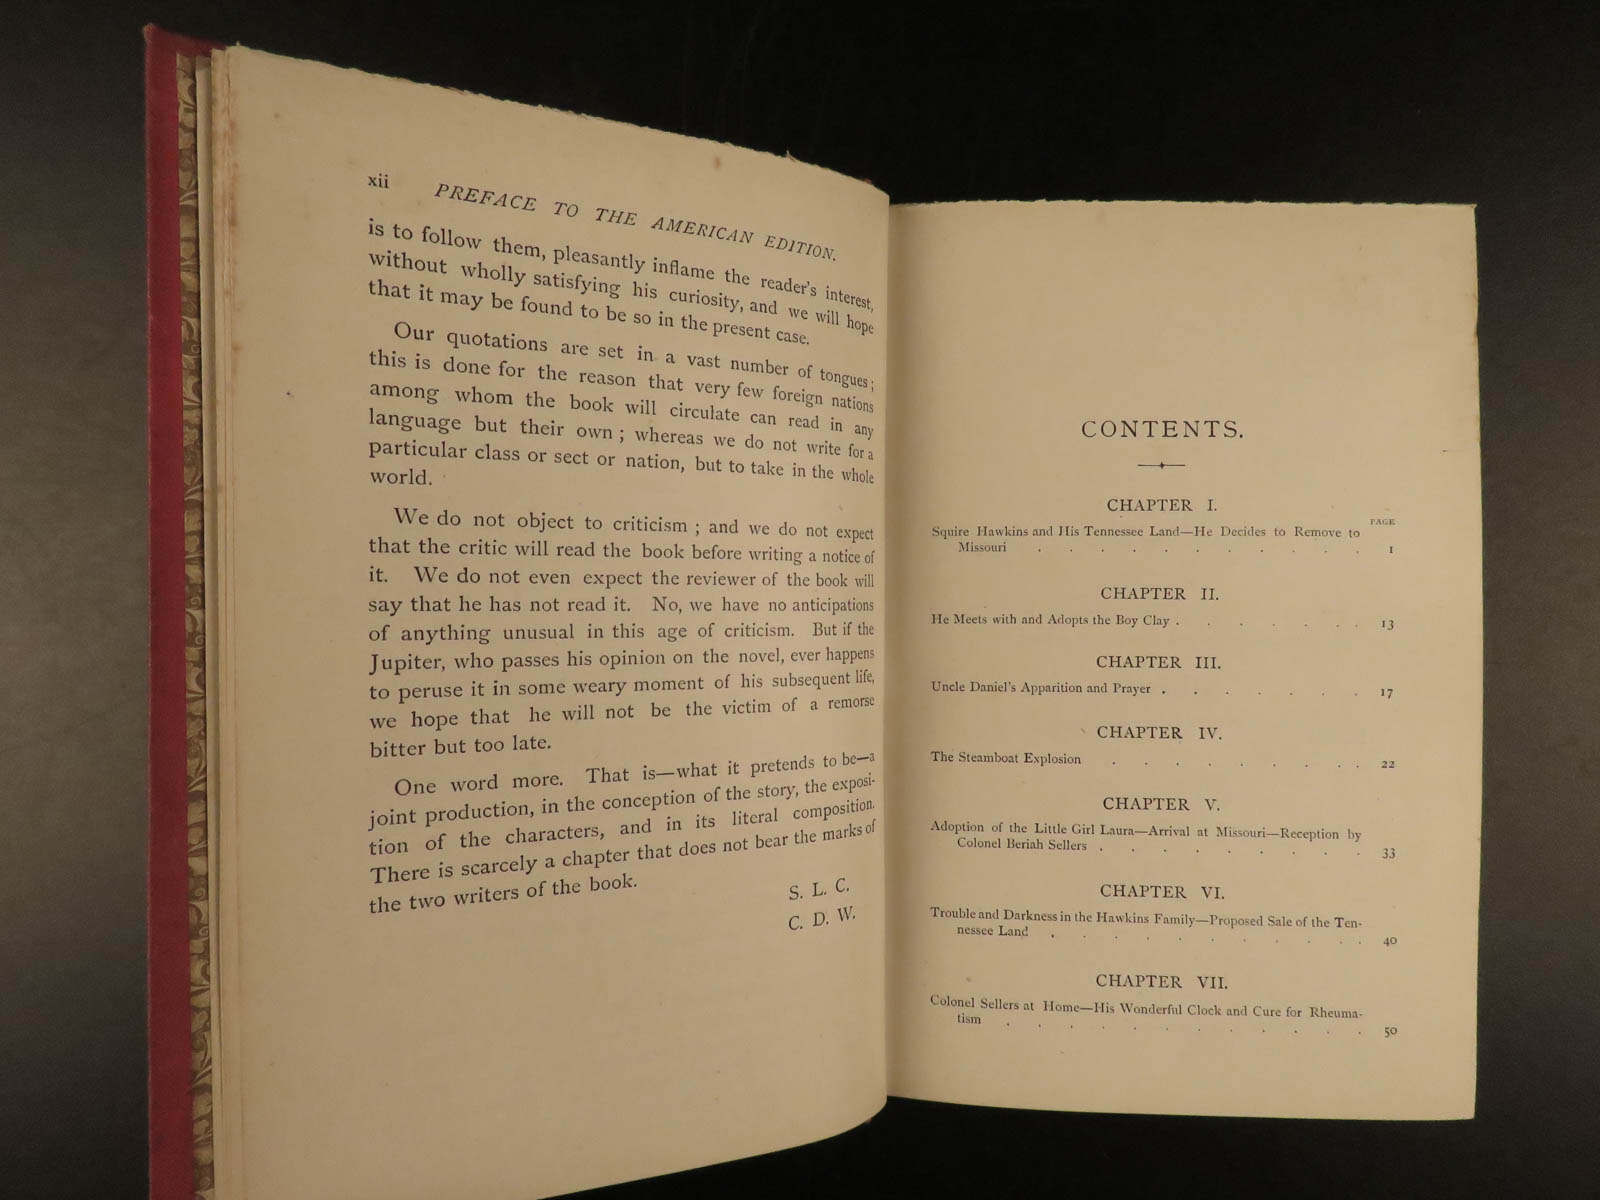 xii PREFACE TO THE AMERICAN EDITION.
is to follow them, pleasantly inflame the reader's interest,
without wholly satisfying his curiosity, and we will hope
that it may be found to be so in the present case.
Our quotations are set in a vast number of tongues;
this is done for the reason that very few foreign nations
among whom the book will circulate can read in any
language but their own; whereas we do not write for a
particular class or sect or nation, but to take in the whole
world.
We do not object to criticism; and we do not expect
that the critic will read the book before writing a notice of
it. We do not even expect the reviewer of the book will
say that he has not read it. No, we have no anticipations
of anything unusual in this age of criticism. But if the
Jupiter, who passes his opinion on the novel, ever happens
to peruse it in some weary moment of his subsequent life,
we hope that he will not be the victim of a remorse
bitter but too late.
One word more. That is—what it pretends to be—a
joint production, in the conception of the story, the exposi-
tion of the characters, and in its literal composition.
There is scarcely a chapter that does not bear the marks of
the two writers of the book.
S. L. C.
C. D. W.
CONTENTS.
CHAPTER I.
PAGE
Squire Hawkins and His Tennessee Land—He Decides to Remove to
Missouri . . . . . . . . . . . 1
CHAPTER II.
He Meets with and Adopts the Boy Clay . . . . . . . 13
CHAPTER III.
Uncle Daniel's Apparition and Prayer . . . . . . . 17
CHAPTER IV.
The Steamboat Explosion . . . . . . . . . 22
CHAPTER V.
Adoption of the Little Girl Laura—Arrival at Missouri—Reception by
Colonel Beriah Sellers . . . . . . . . . 33
CHAPTER VI.
Trouble and Darkness in the Hawkins Family—Proposed Sale of the Ten-
nessee Land . . . . . . . . . . . 40
CHAPTER VII.
Colonel Sellers at Home—His Wonderful Clock and Cure for Rheuma-
tism . . . . . . . . . . . . 50